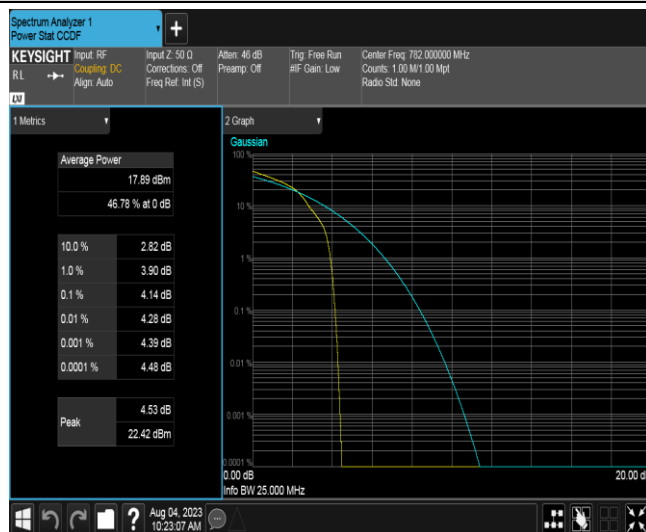 Spectrum Analyzer 1
Power Stat CCDF
+
KEYSIGHT
RL
Input: RF
Coupling: DC
Align: Auto
Input Z: 50 Ω
Corrections: Off
Freq Ref: Int (S)
Atten: 46 dB
Preamp: Off
Trig: Free Run
#IF Gain: Low
Center Freq: 782.000000 MHz
Counts: 1.00 M/1.00 Mpt
Radio Std: None
1 Metrics
Average Power
17.89 dBm
46.78 % at 0 dB
10.0 % 2.82 dB
1.0 % 3.90 dB
0.1 % 4.14 dB
0.01 % 4.28 dB
0.001 % 4.39 dB
0.0001 % 4.48 dB
Peak
4.53 dB
22.42 dBm
2 Graph
Gaussian
100 %
10 %
1 %
0.1 %
0.01 %
0.001 %
0.0001 %
0.00 dB
20.00 d
Info BW 25.000 MHz
?
Aug 04, 2023
10:23:07 AM